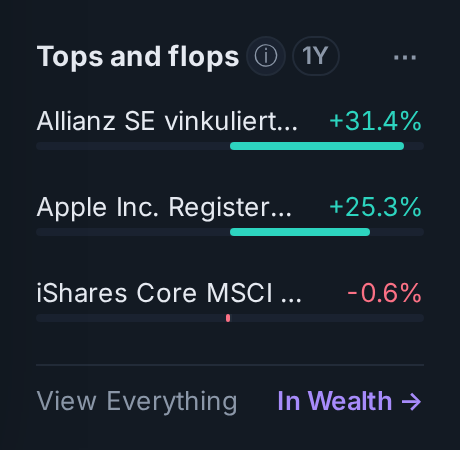 Tops and flops ⓘ 1Y ...
Allianz SE vinkuliert... +31.4%
Apple Inc. Register... +25.3%
iShares Core MSCI ... -0.6%
View Everything In Wealth →